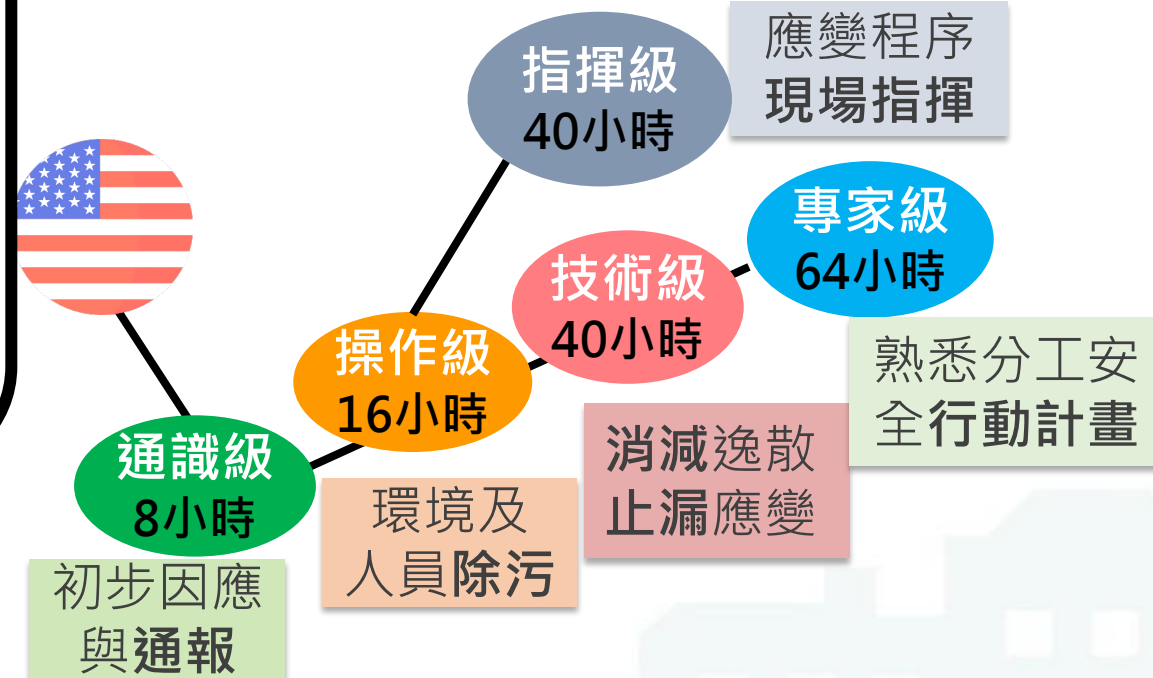 指揮級
40小時
應變程序
現場指揮
專家級
64小時
熟悉分工安
全行動計畫
技術級
40小時
消減逸散
止漏應變
操作級
16小時
環境及
人員除污
通識級
8小時
初步因應
與通報